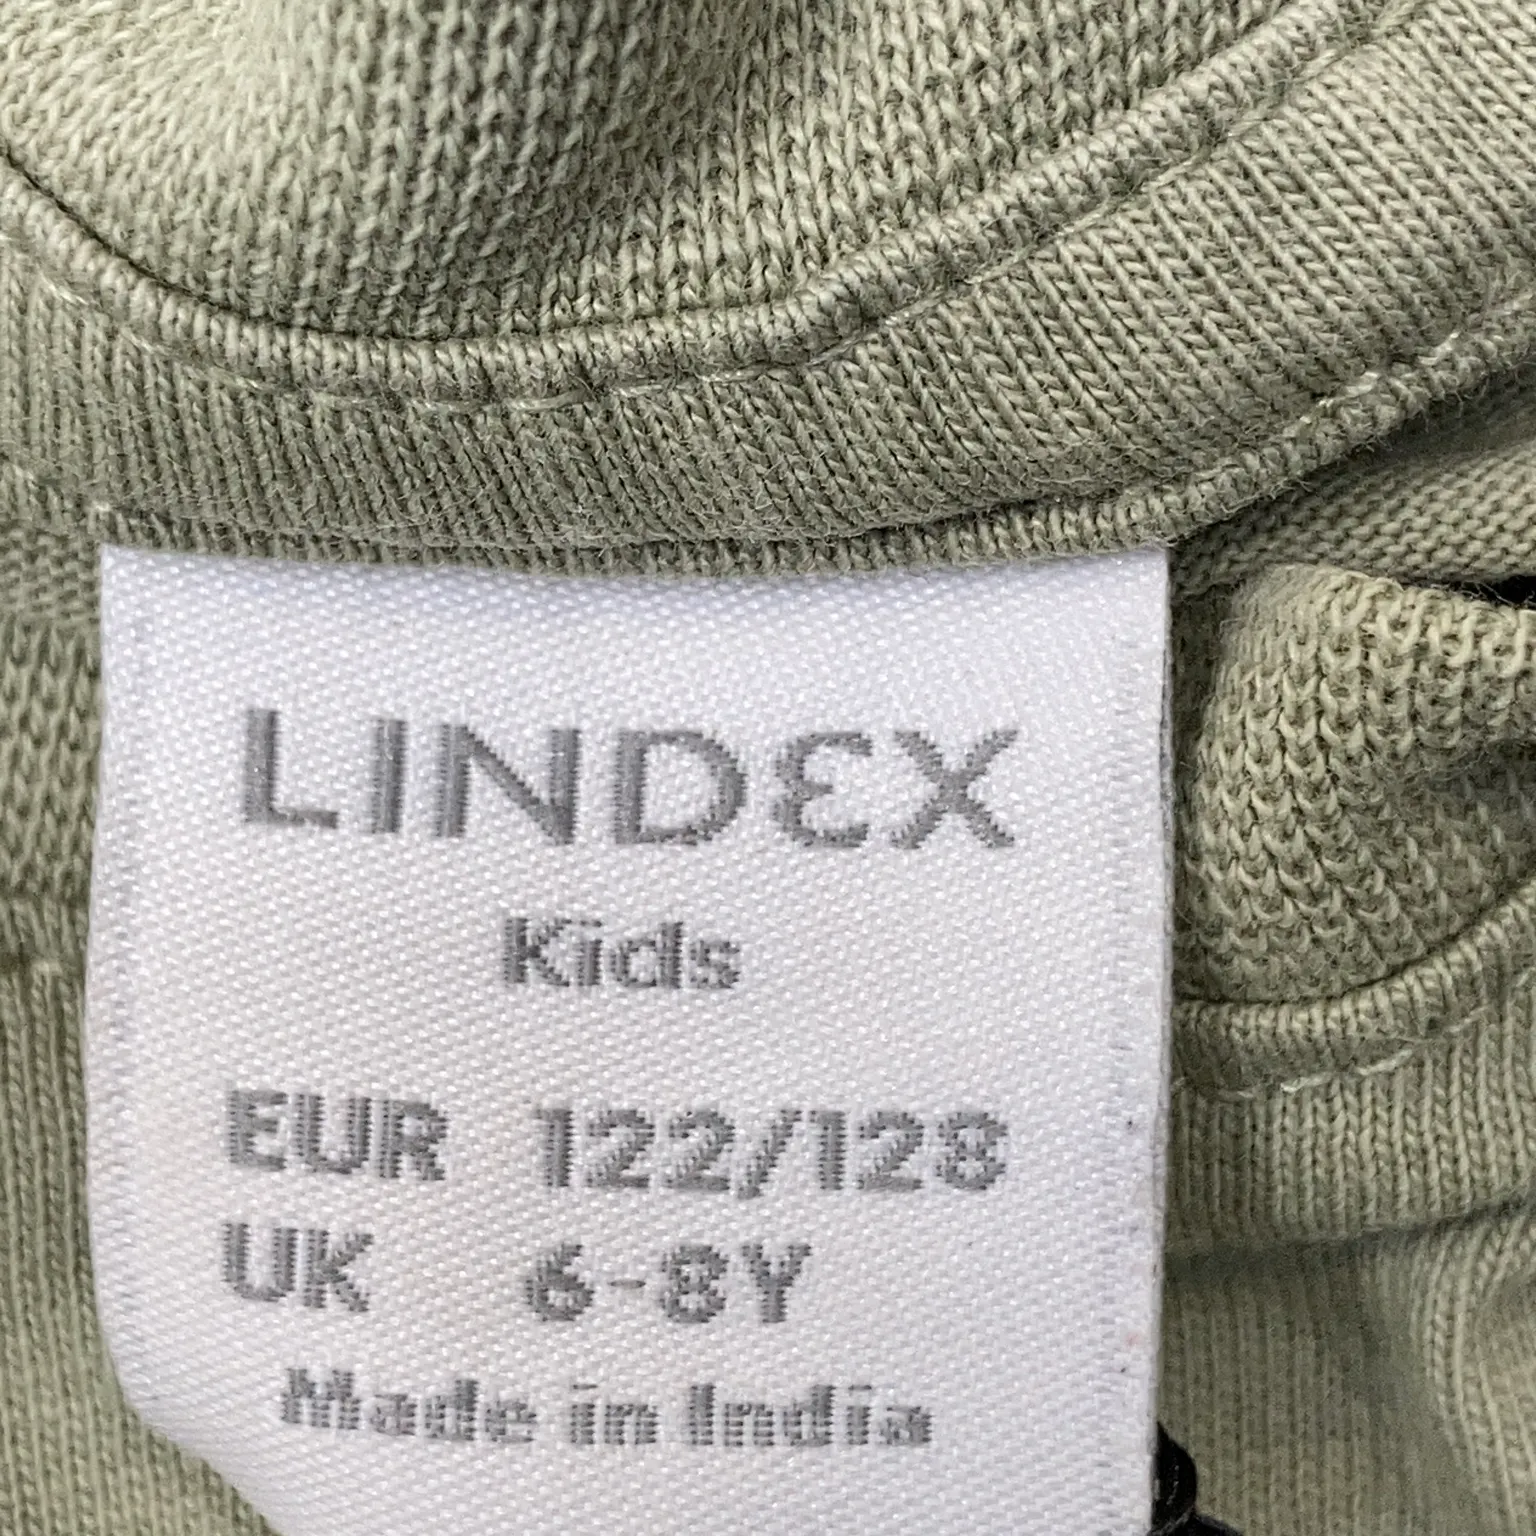 LINDEX
Kids
EUR 122/128
UK 6-8Y
Made in India